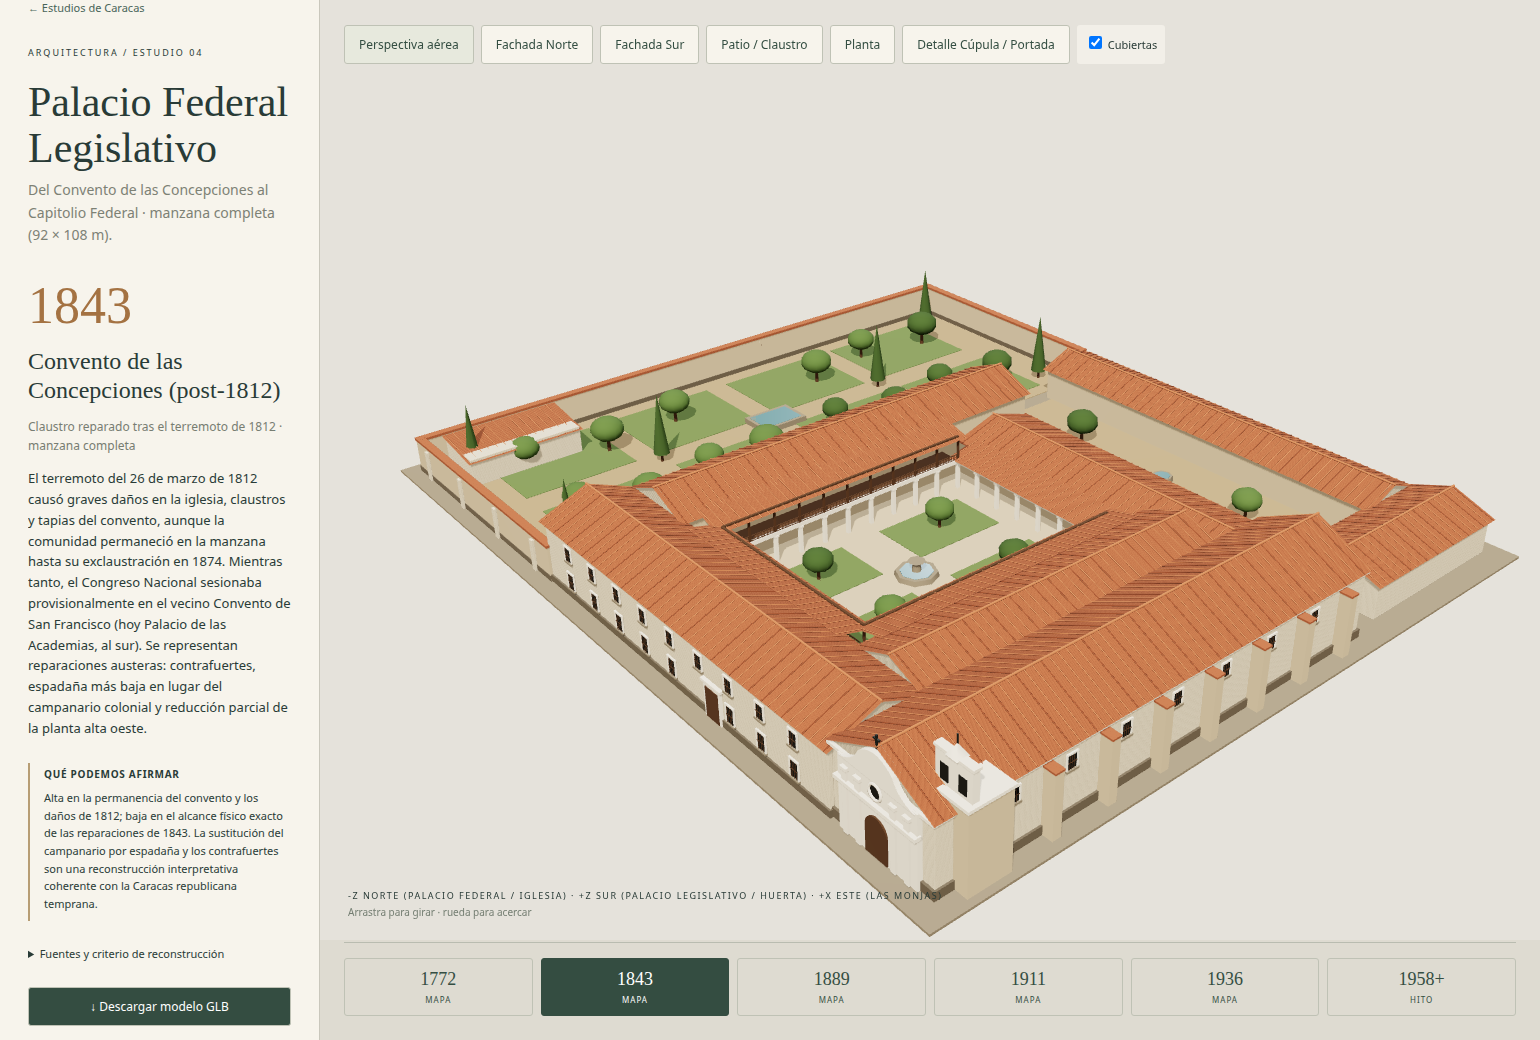 ← Estudios de Caracas
ARQUITECTURA / ESTUDIO 04
Palacio Federal
Legislativo
Del Convento de las Concepciones al
Capitolio Federal · manzana completa
(92 × 108 m).
1843
Convento de las
Concepciones (post-1812)
Claustro reparado tras el terremoto de 1812 ·
manzana completa
El terremoto del 26 de marzo de 1812
causó graves daños en la iglesia, claustros
y tapias del convento, aunque la
comunidad permaneció en la manzana
hasta su exclaustración en 1874. Mientras
tanto, el Congreso Nacional sesionaba
provisionalmente en el vecino Convento de
San Francisco (hoy Palacio de las
Academias, al sur). Se representan
reparaciones austeras: contrafuertes,
espadaña más baja en lugar del
campanario colonial y reducción parcial de
la planta alta oeste.
QUÉ PODEMOS AFIRMAR
Alta en la permanencia del convento y los
daños de 1812; baja en el alcance físico exacto
de las reparaciones de 1843. La sustitución del
campanario por espadaña y los contrafuertes
son una reconstrucción interpretativa
coherente con la Caracas republicana
temprana.
▶ Fuentes y criterio de reconstrucción
↓ Descargar modelo GLB
Perspectiva aérea
Fachada Norte
Fachada Sur
Patio / Claustro
Planta
Detalle Cúpula / Portada
Cubiertas
-Z NORTE (PALACIO FEDERAL / IGLESIA) · +Z SUR (PALACIO LEGISLATIVO / HUERTA) · +X ESTE (LAS MONJAS)
Arrastra para girar · rueda para acercar
1772
MAPA
1843
MAPA
1889
MAPA
1911
MAPA
1936
MAPA
1958+
HITO